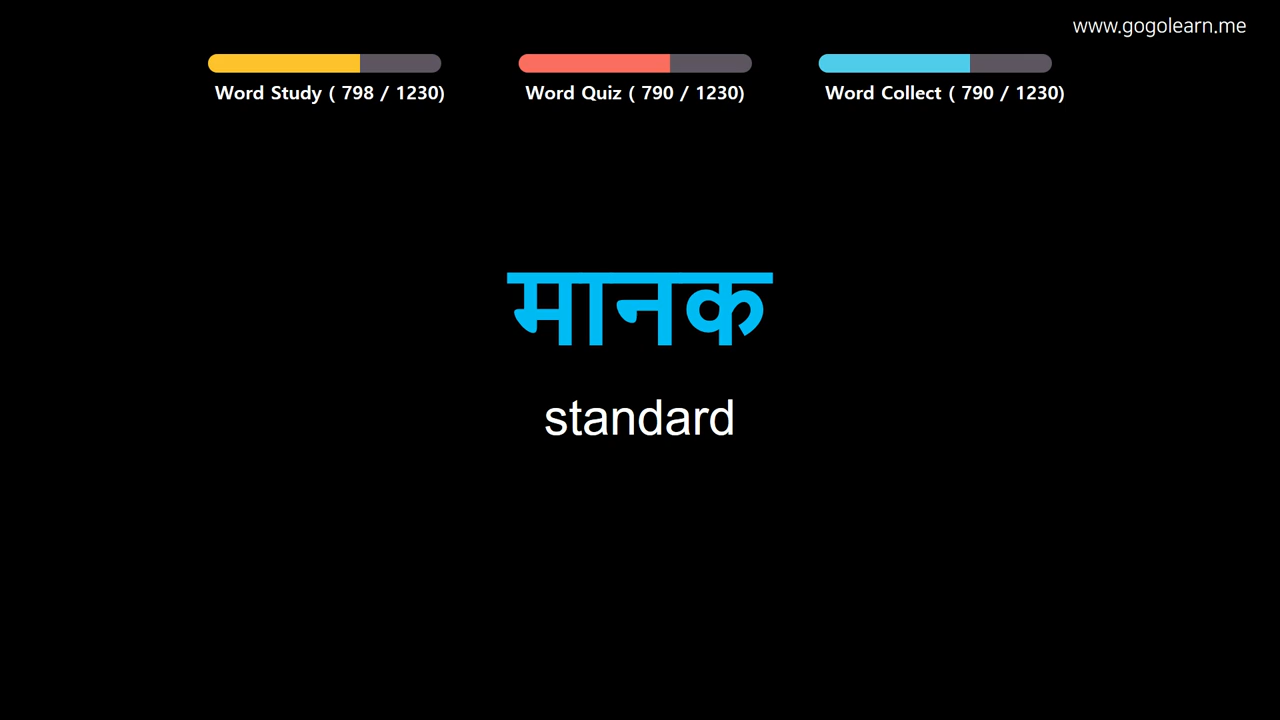 www.gogolearn.me
Word Study ( 798 / 1230)
Word Quiz ( 790 / 1230)
Word Collect ( 790 / 1230)
मानक
standard